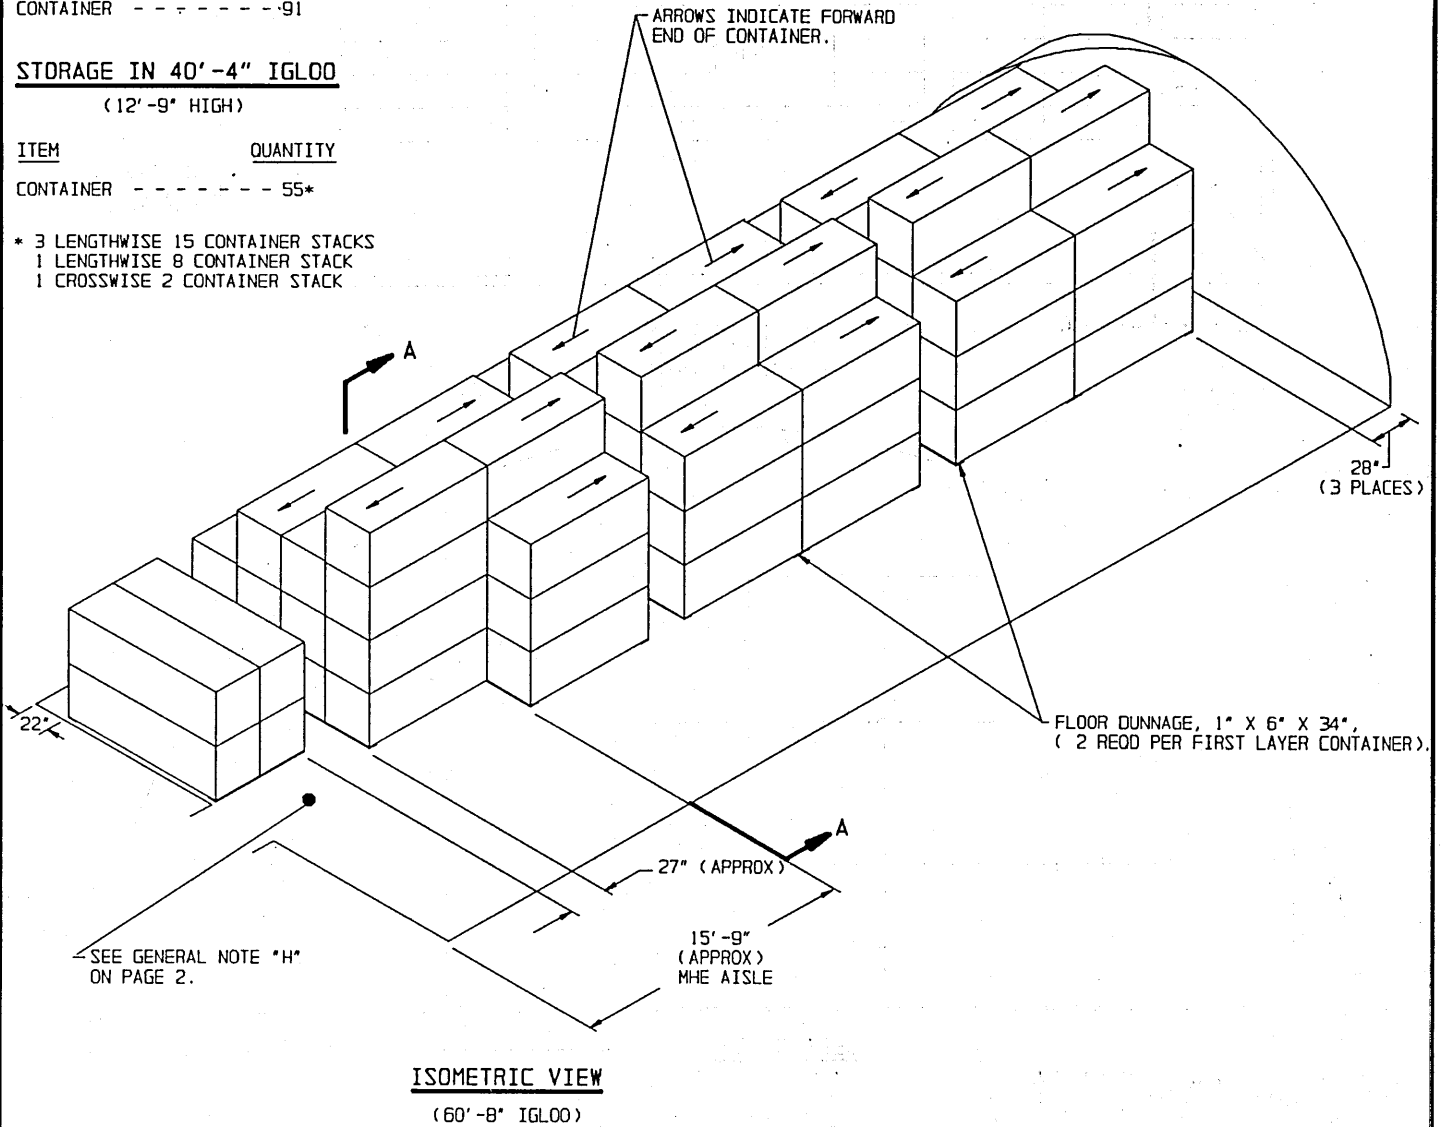 CONTAINER - - - - - - - 91
STORAGE IN 40'-4" IGLOO
(12'-9" HIGH)
ITEM QUANTITY
CONTAINER - - - - - - - 55*
* 3 LENGTHWISE 15 CONTAINER STACKS
1 LENGTHWISE 8 CONTAINER STACK
1 CROSSWISE 2 CONTAINER STACK
ARROWS INDICATE FORWARD
END OF CONTAINER.
A
28"
(3 PLACES)
22"
FLOOR DUNNAGE, 1" X 6" X 34",
( 2 REQD PER FIRST LAYER CONTAINER).
A
27" (APPROX)
15'-9"
(APPROX)
MHE AISLE
SEE GENERAL NOTE "H"
ON PAGE 2.
ISOMETRIC VIEW
(60'-8" IGLOO)